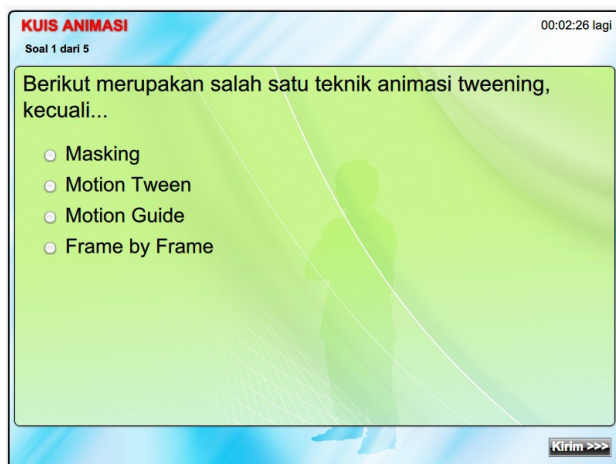 KUIS ANIMASI
00:02:26 lagi
Soal 1 dari 5
Berikut merupakan salah satu teknik animasi tweening,
kecuali...
Masking
Motion Tween
Motion Guide
Frame by Frame
Kirim >>>